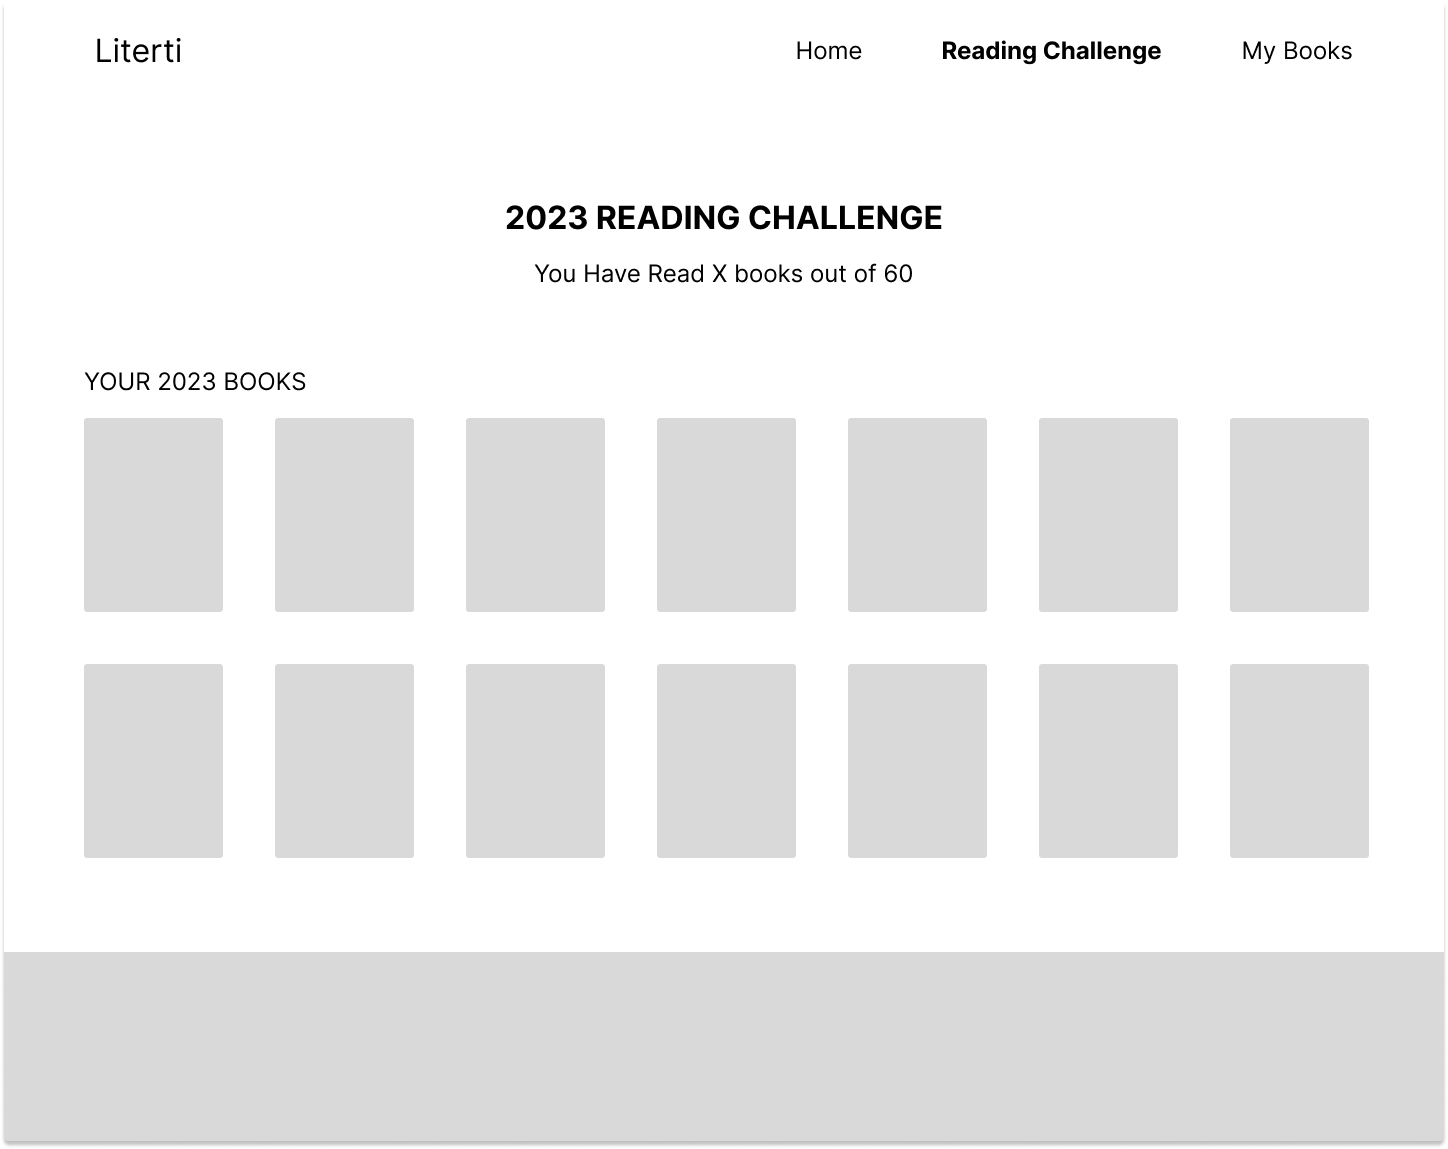 Literti
Home Reading Challenge My Books
2023 READING CHALLENGE
You Have Read X books out of 60
YOUR 2023 BOOKS